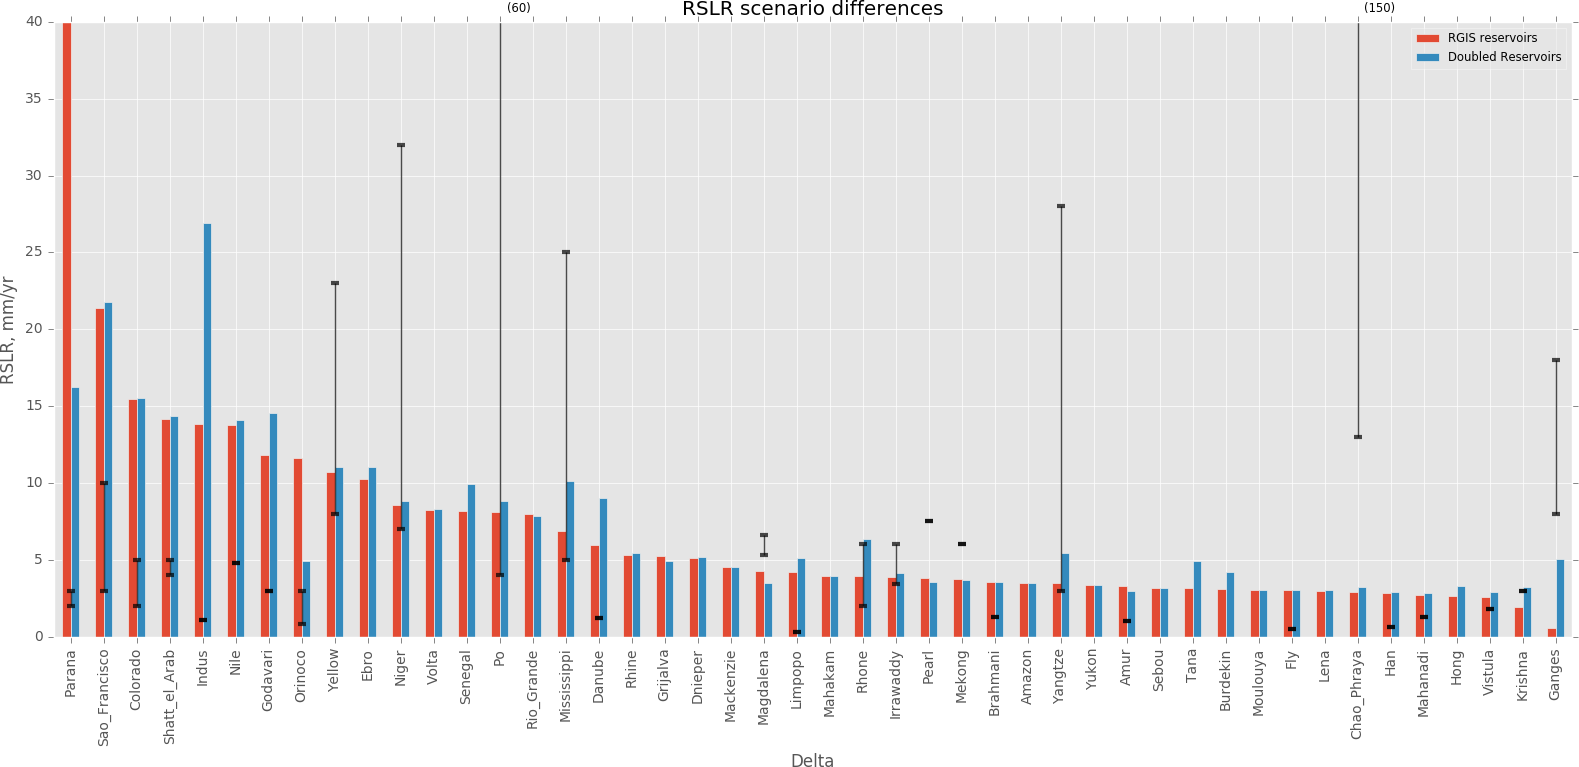 RSLR scenario differences
(60)
(150)
RGIS reservoirs
Doubled Reservoirs
RSLR, mm/yr
40
35
30
25
20
15
10
5
0
Parana
Sao_Francisco
Colorado
Shatt_el_Arab
Indus
Nile
Godavari
Orinoco
Yellow
Ebro
Niger
Volta
Senegal
Po
Rio_Grande
Mississippi
Danube
Rhine
Grijalva
Dnieper
Mackenzie
Magdalena
Limpopo
Mahakam
Rhone
Irrawaddy
Pearl
Mekong
Brahmani
Amazon
Yangtze
Yukon
Amur
Sebou
Tana
Burdekin
Moulouya
Fly
Lena
Chao_Phraya
Han
Mahanadi
Hong
Vistula
Krishna
Ganges
Delta